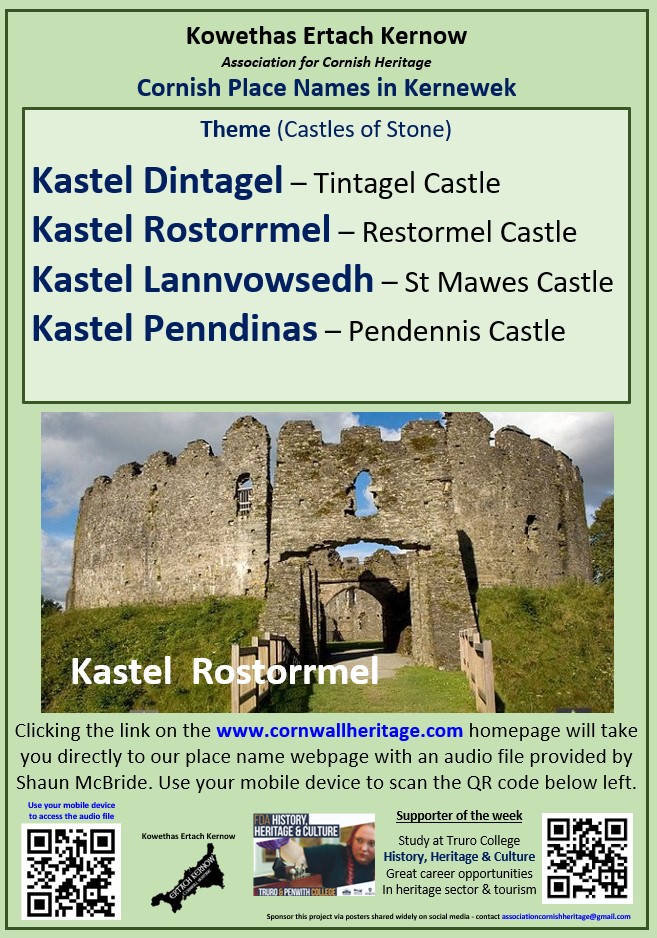 Kowethas Ertach Kernow
Association for Cornish Heritage
Cornish Place Names in Kernewek
Theme (Castles of Stone)
Kastel Dintagel – Tintagel Castle
Kastel Rostorrmel – Restormel Castle
Kastel Lannvowsedh – St Mawes Castle
Kastel Penndinas – Pendennis Castle
Kastel Rostorrmel
Clicking the link on the www.cornwallheritage.com homepage will take
you directly to our place name webpage with an audio file provided by
Shaun McBride. Use your mobile device to scan the QR code below left.
Use your mobile device
to access the audio file
Kowethas Ertach Kernow
ERTACH KERNOW
FDA HISTORY,
HERITAGE & CULTURE
TRURO & PENWITH COLLEGE
Supporter of the week
Study at Truro College
History, Heritage & Culture
Great career opportunities
In heritage sector & tourism
Sponsor this project via posters shared widely on social media - contact associationcornishheritage@gmail.com